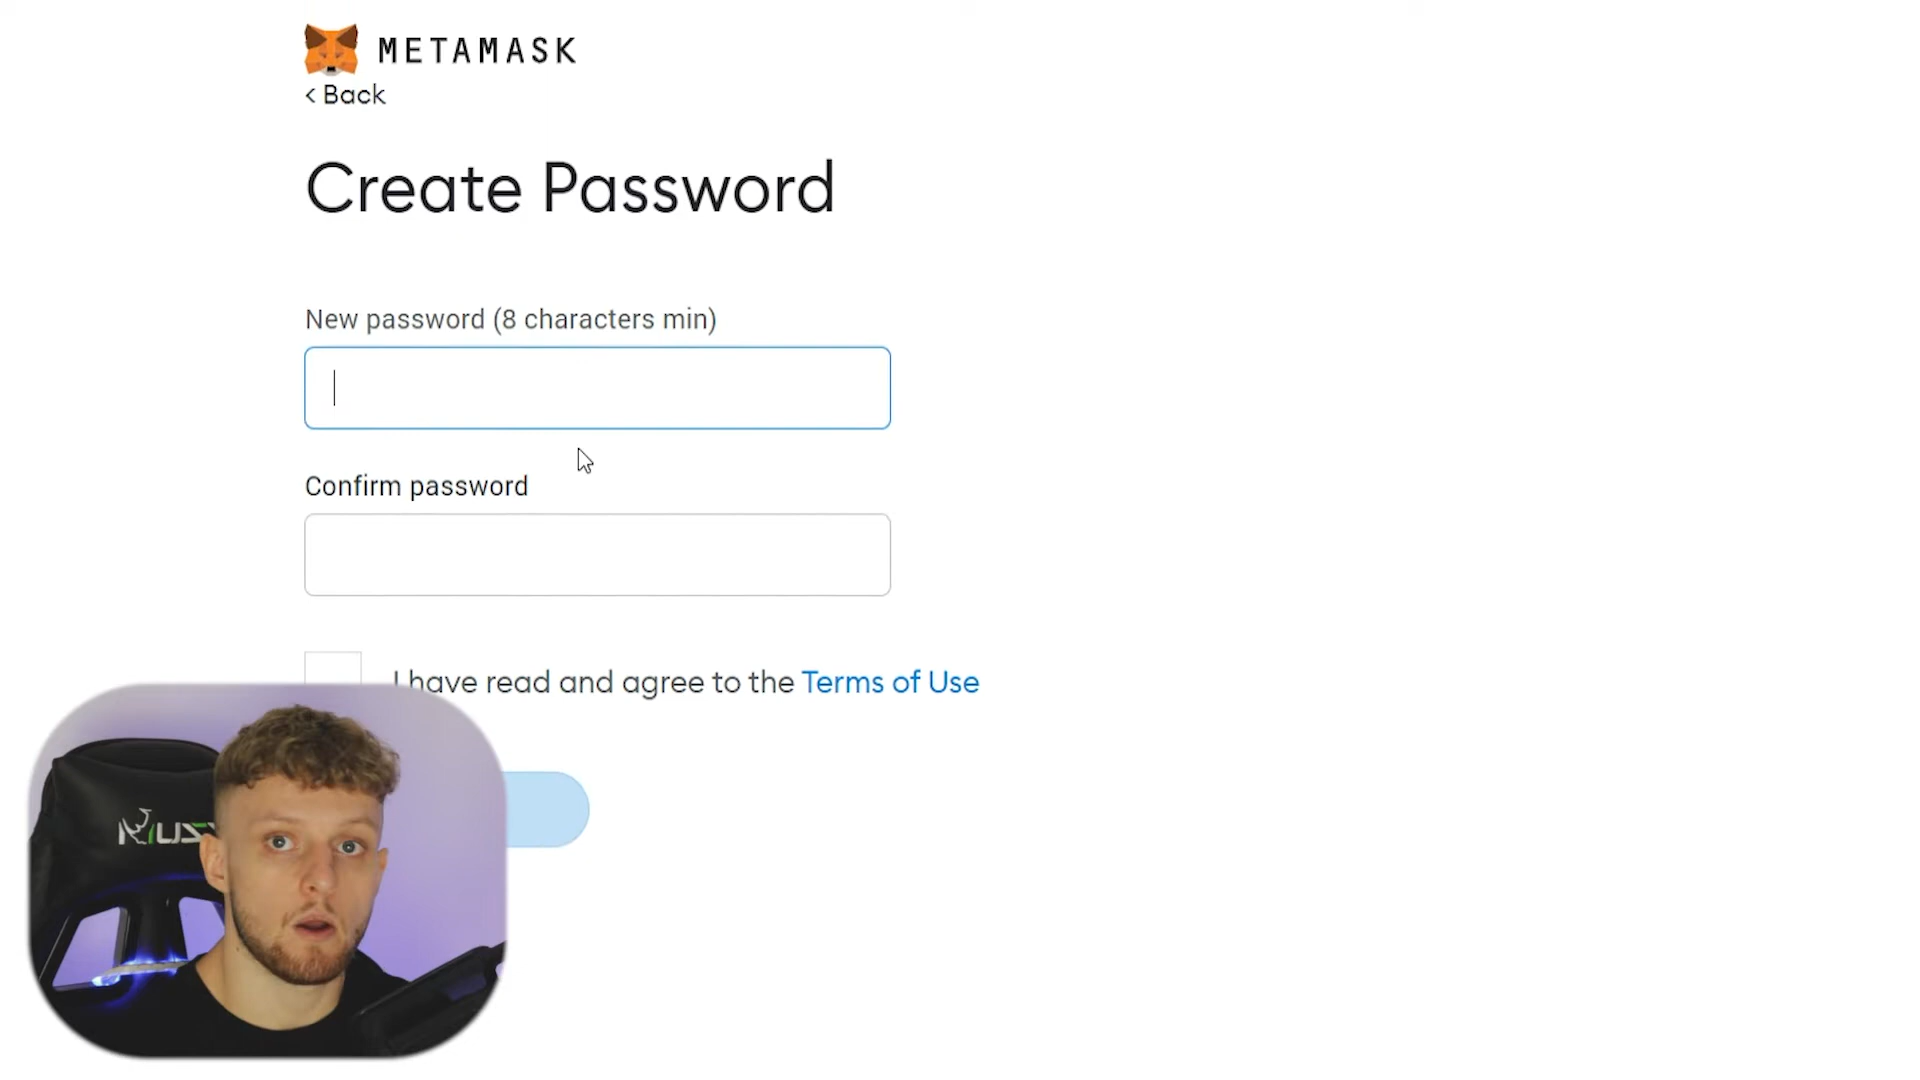 METAMASK
< Back
Create Password
New password (8 characters min)
Confirm password
I have read and agree to the Terms of Use